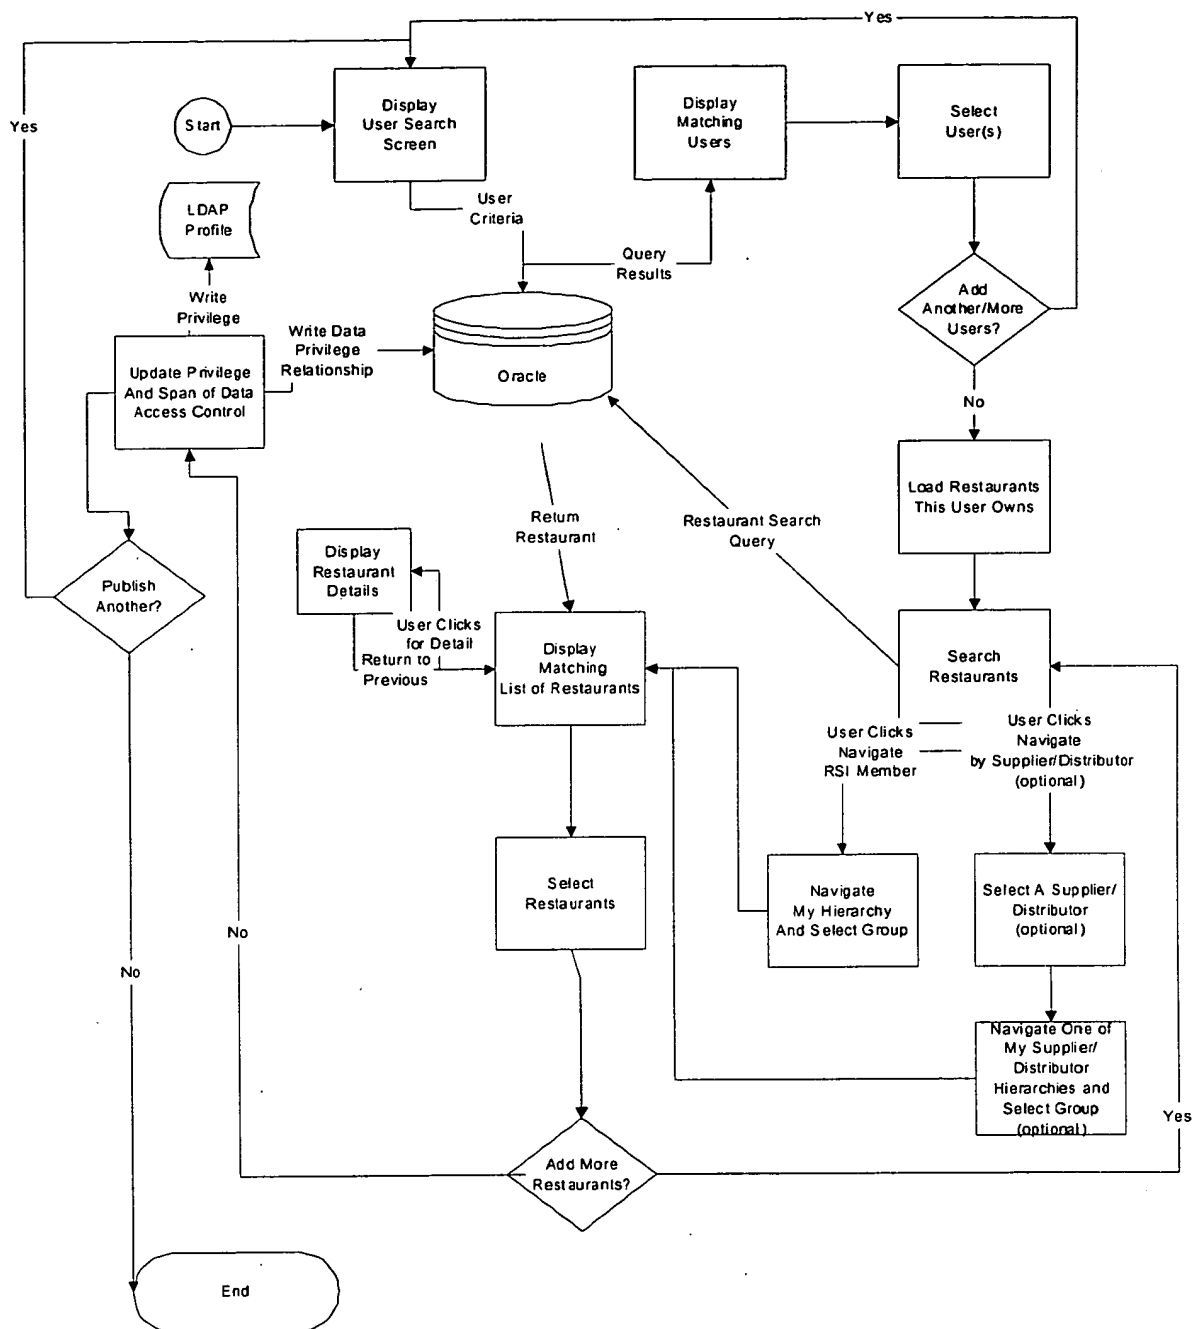 Yes
Yes
Start
Display
User Search
Screen
Display
Matching
Users
Select
User(s)
LDAP
Profile
User
Criteria
Query
Results
Write
Privilege
Add
Another/More
Users?
Write Data
Privilege
Relationship
Oracle
Update Privilege
And Span of Data
Access Control
No
Load Restaurants
This User Owns
Return
Restaurant
Restaurant Search
Query
Display
Restaurant
Details
Publish
Another?
User Clicks
for Detail
Return to
Previous
Display
Matching
List of Restaurants
Search
Restaurants
User Clicks
Navigate
RSI Member
User Clicks
Navigate
by Supplier/Distributor
(optional)
Select
Restaurants
Navigate
My Hierarchy
And Select Group
Select A Supplier/
Distributor
(optional)
No
No
Navigate One of
My Supplier/
Distributor
Hierarchies and
Select Group
(optional)
Yes
Add More
Restaurants?
End